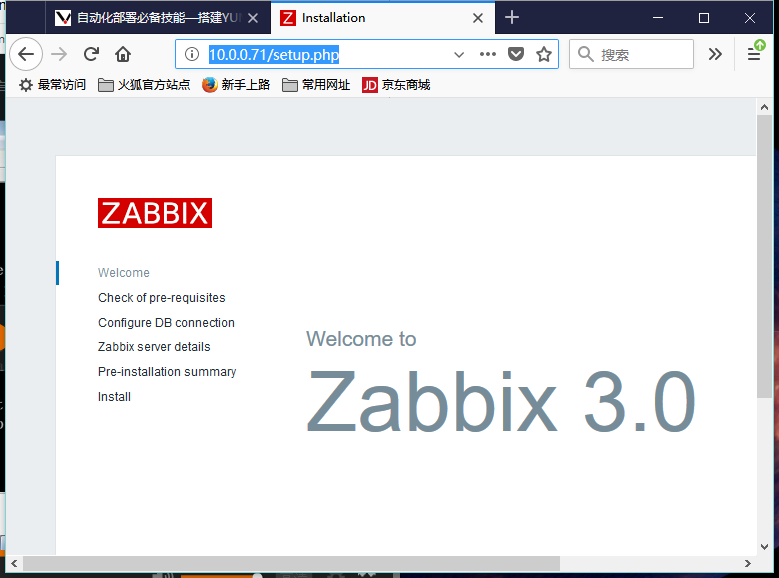 自动化部署必备技能—搭建YU
Installation
10.0.0.71/setup.php
搜索
最常访问
火狐官方站点
新手上路
常用网址
JD 京东商城
ZABBIX
Welcome
Check of pre-requisites
Configure DB connection
Zabbix server details
Pre-installation summary
Install
Welcome to
Zabbix 3.0